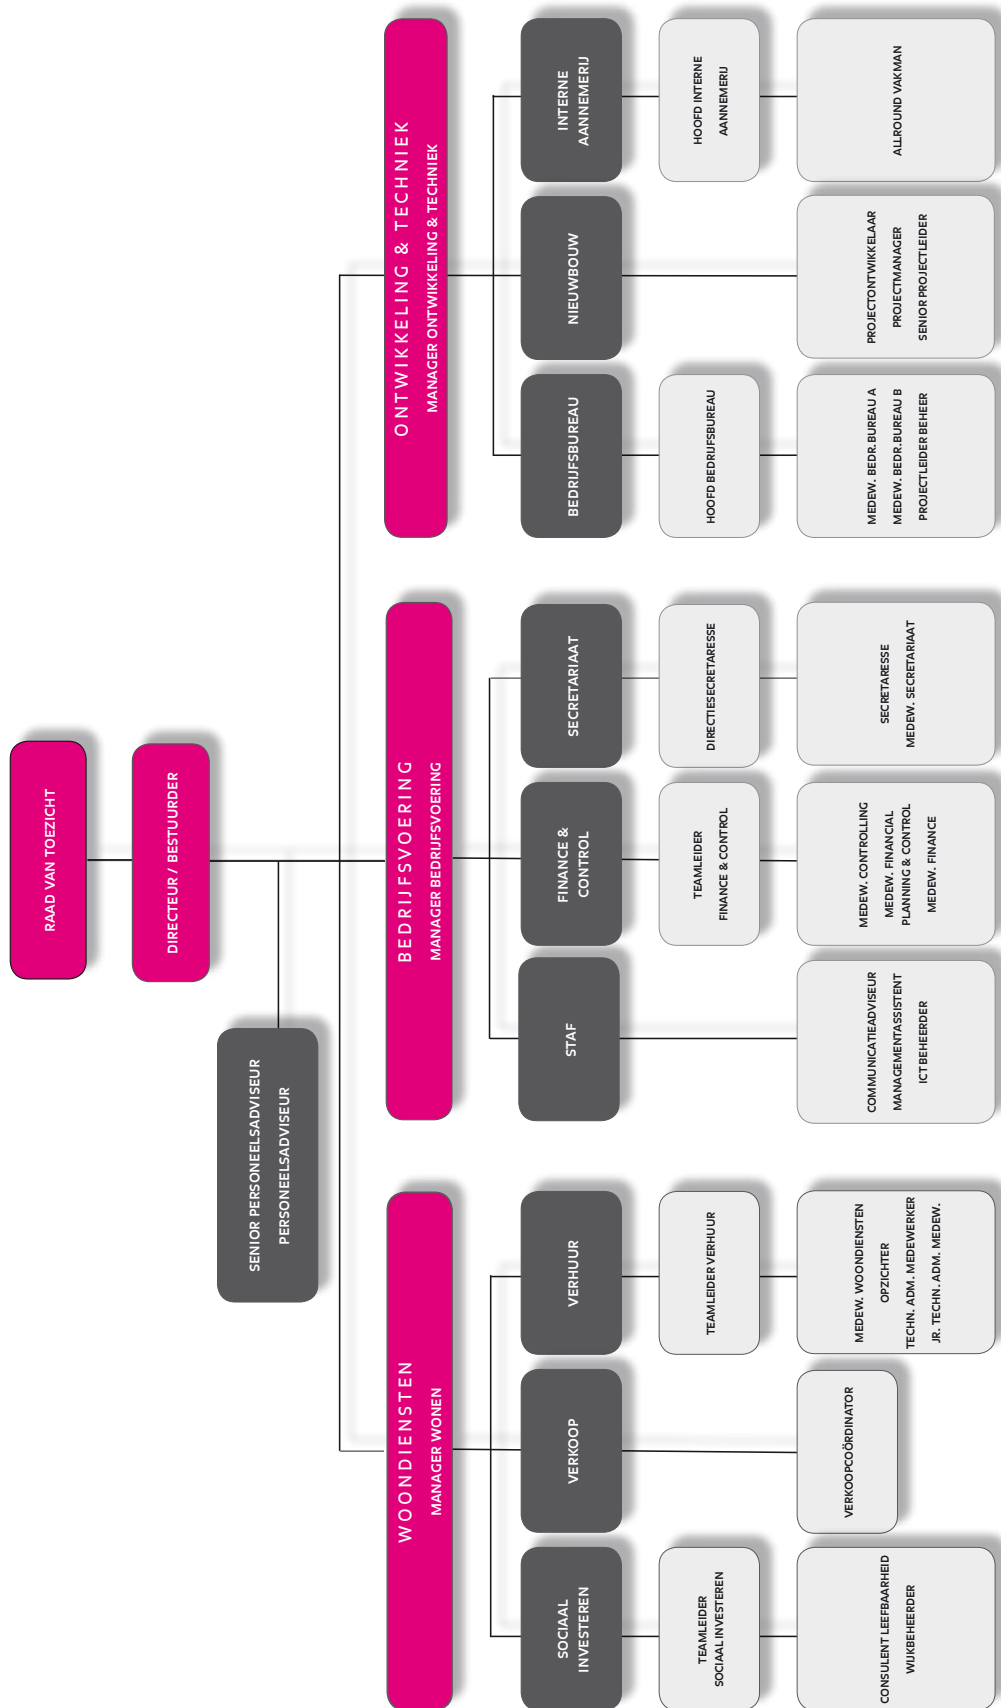 RAAD VAN TOEZICHT
DIRECTEUR / BESTUURDER
SENIOR PERSONEELSADVISEUR
PERSONEELSADVISEUR
WOONDIENSTEN
MANAGER WONEN
BEDRIJFSVOERING
MANAGER BEDRIJFSVOERING
ONTWIKKELING & TECHNIEK
MANAGER ONTWIKKELING & TECHNIEK
SOCIAAL
INVESTEREN
VERKOOP
VERHUUR
STAF
FINANCE &
CONTROL
SECRETARIAAT
BEDRIJFSBUREAU
NIEUWBOUW
INTERNE
AANNEMERIJ
TEAMLEIDER
SOCIAAL INVESTEREN
TEAMLEIDER VERHUUR
TEAMLEIDER
FINANCE & CONTROL
DIRECTIESECRETARESSE
HOOFD BEDRIJFSBUREAU
HOOFD INTERNE
AANNEMERIJ
CONSULENT LEEFBAARHEID
WIJKBEHEERDER
VERKOOPCOÖRDINATOR
MEDEW. WOONDIENSTEN
OPZICHTER
TECHN. ADM. MEDEWERKER
JR. TECHN. ADM. MEDEW.
COMMUNICATIEADVISEUR
MANAGEMENTASSISTENT
ICT BEHEERDER
MEDEW. CONTROLLING
MEDEW. FINANCIAL
PLANNING & CONTROL
MEDEW. FINANCE
SECRETARESSE
MEDEW. SECRETARIAAT
MEDEW. BEDR.BUREAU A
MEDEW. BEDR.BUREAU B
PROJECTLEIDER BEHEER
PROJECTONTWIKKELAAR
PROJECTMANAGER
SENIOR PROJECTLEIDER
ALLROUND VAKMAN